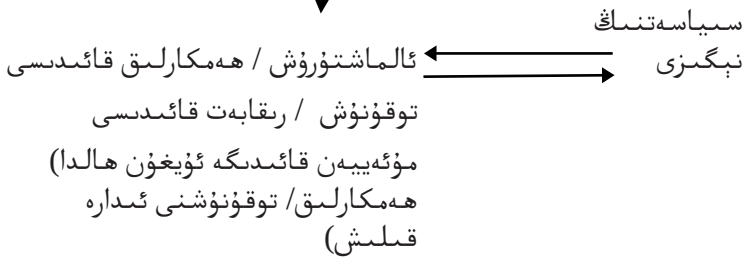 سىياسەتنىڭ
نېگىزى
ئالماشتۇرۇش / ھەمكارلىق قائىدىسى
توقۇنۇش / رىقابەت قائىدىسى
مۇئەييەن قائىدىگە ئۇيغۇن ھالدا)
ھەمكارلىق/ توقۇنۇشنى ئىدارە
قىلىش)